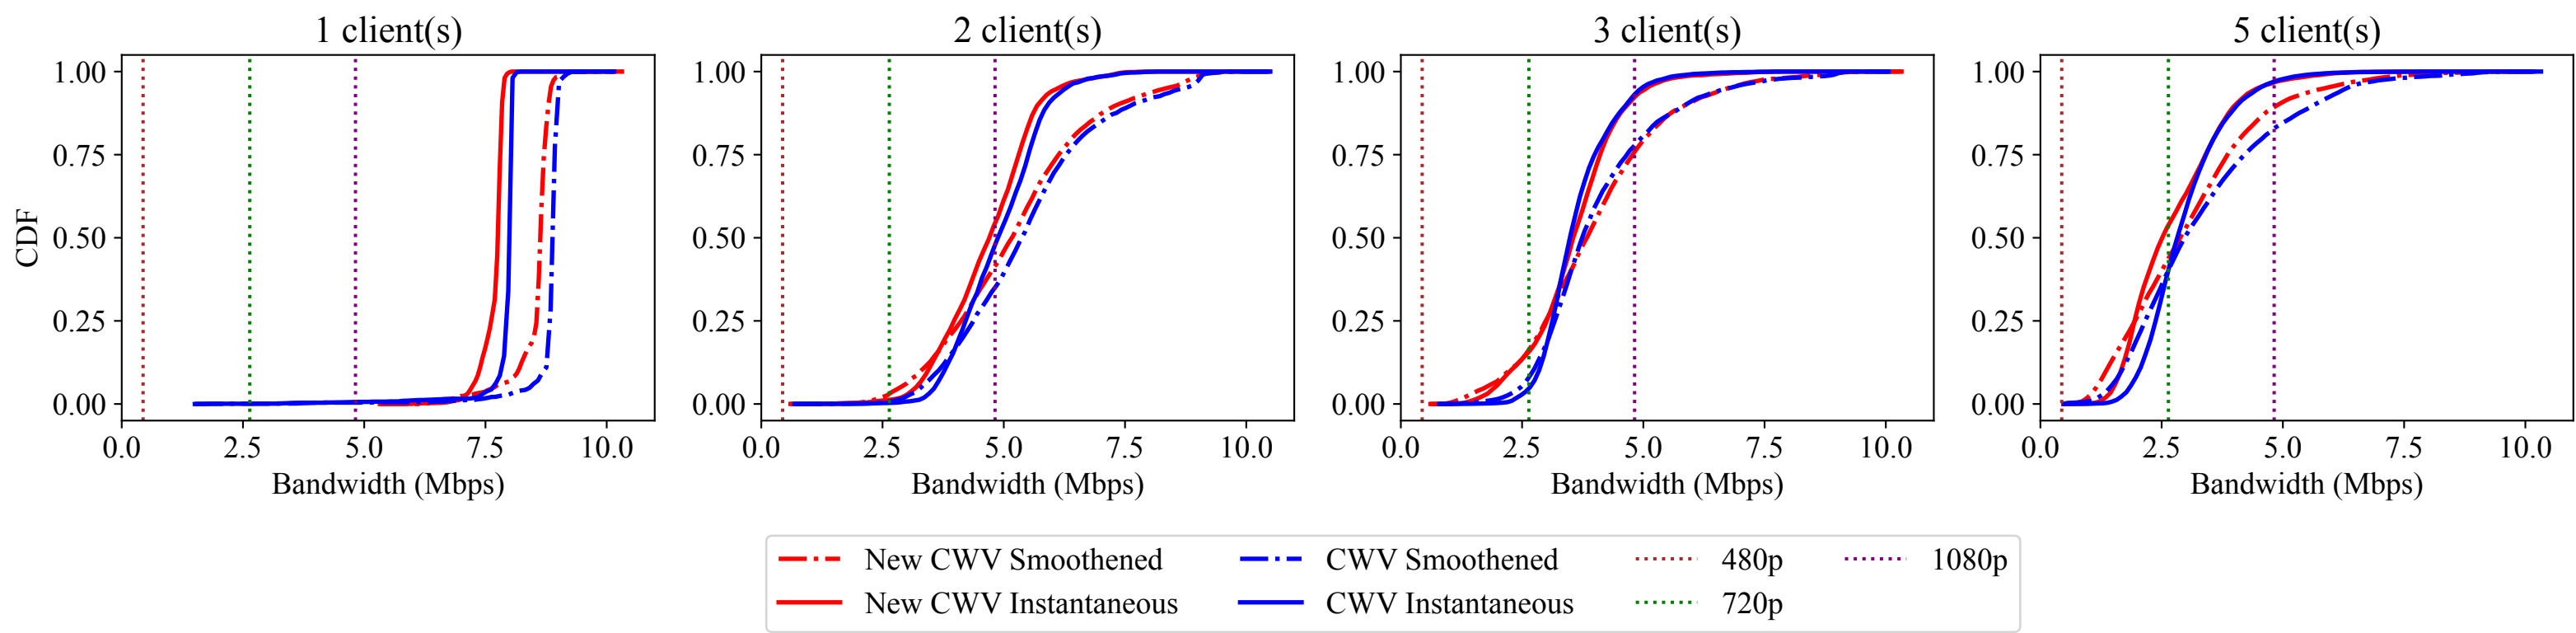 1 client(s)
2 client(s)
3 client(s)
5 client(s)
CDF
1.00
0.75
0.50
0.25
0.00
0.0 2.5 5.0 7.5 10.0
Bandwidth (Mbps)
1.00
0.75
0.50
0.25
0.00
0.0 2.5 5.0 7.5 10.0
Bandwidth (Mbps)
1.00
0.75
0.50
0.25
0.00
0.0 2.5 5.0 7.5 10.0
Bandwidth (Mbps)
1.00
0.75
0.50
0.25
0.00
0.0 2.5 5.0 7.5 10.0
Bandwidth (Mbps)
New CWV Smoothened CWV Smoothened 480p 1080p
New CWV Instantaneous CWV Instantaneous 720p